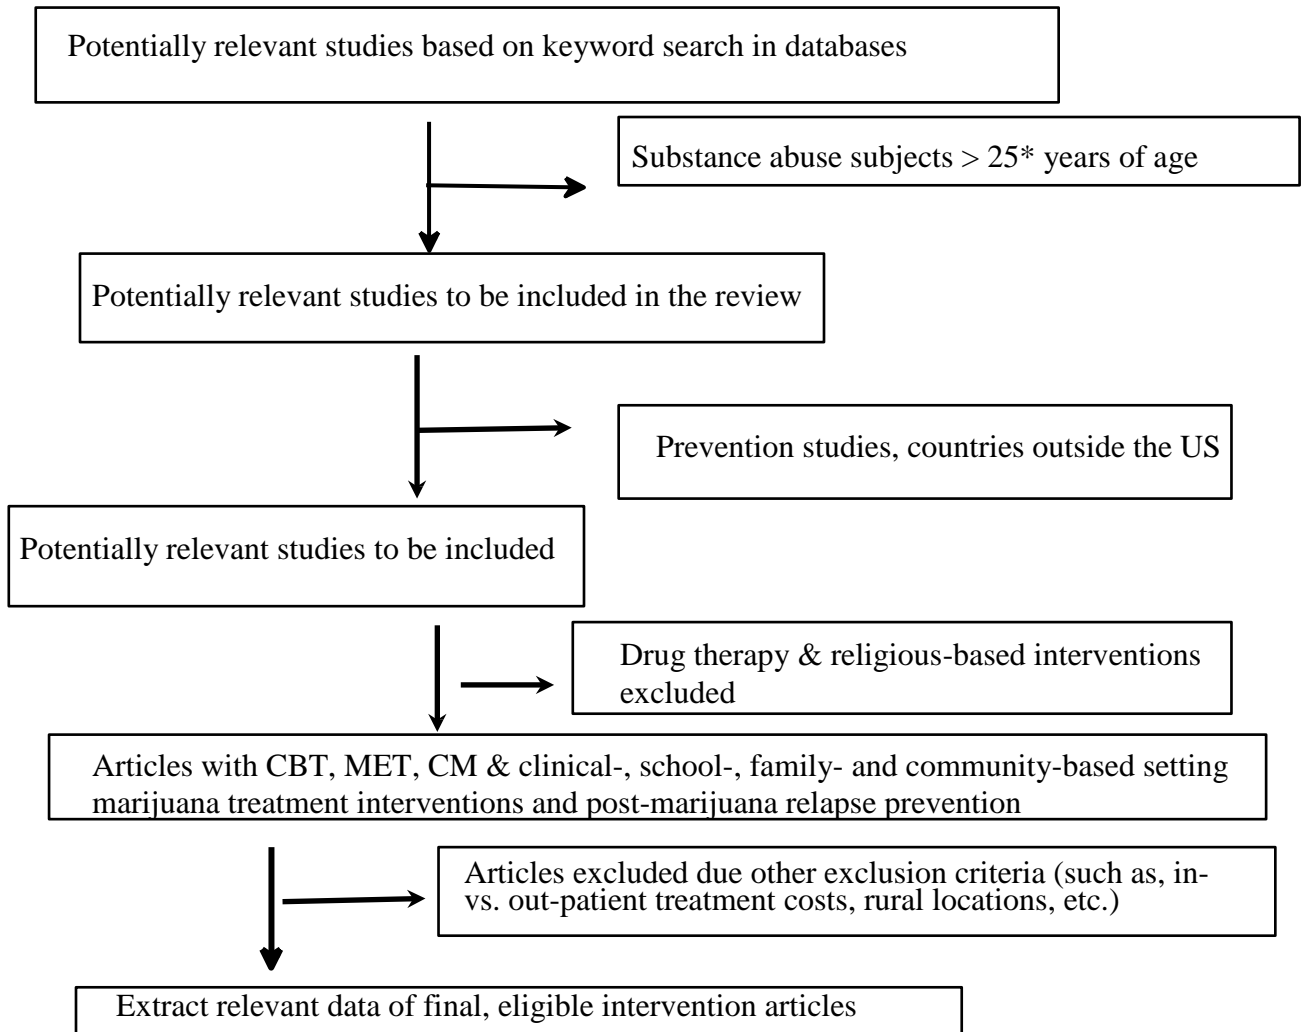 Potentially relevant studies based on keyword search in databases
Substance abuse subjects > 25* years of age
Potentially relevant studies to be included in the review
Prevention studies, countries outside the US
Potentially relevant studies to be included
Drug therapy & religious-based interventions
excluded
Articles with CBT, MET, CM & clinical-, school-, family- and community-based setting
marijuana treatment interventions and post-marijuana relapse prevention
Articles excluded due other exclusion criteria (such as, in-
vs. out-patient treatment costs, rural locations, etc.)
Extract relevant data of final, eligible intervention articles